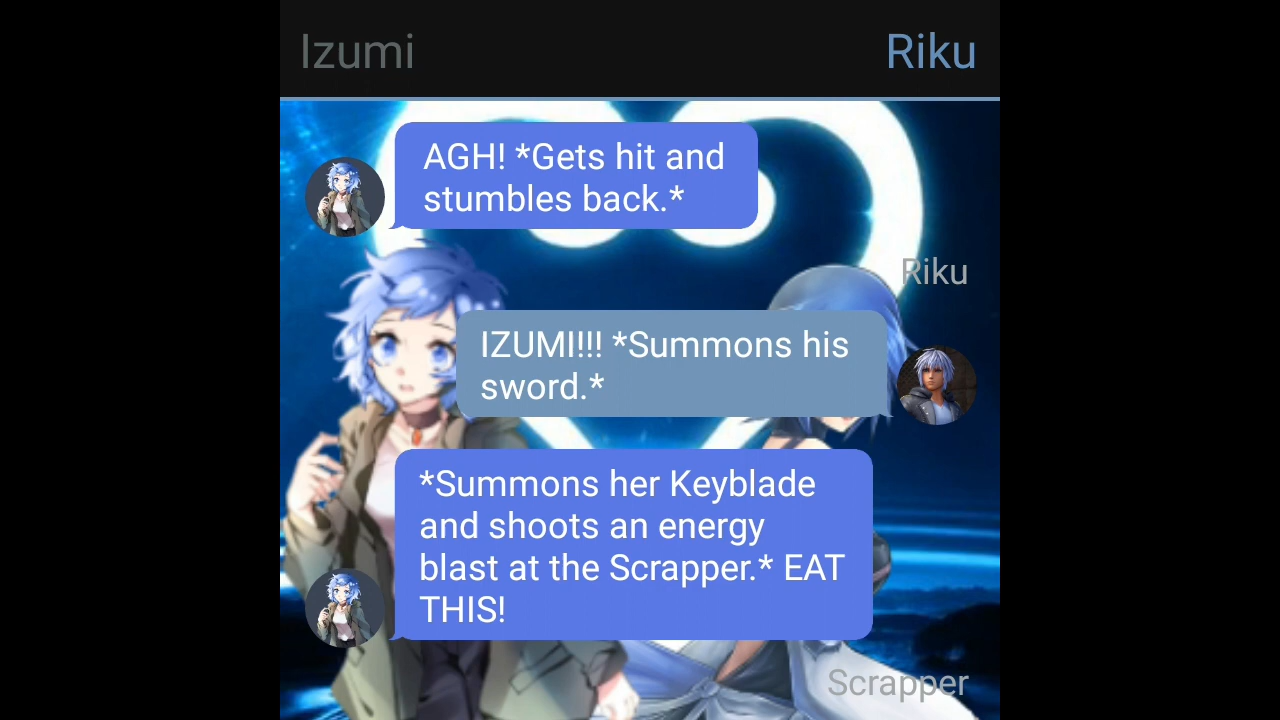 Izumi
Riku
AGH! *Gets hit and
stumbles back.*
Riku
IZUMI!!! *Summons his
sword.*
*Summons her Keyblade
and shoots an energy
blast at the Scrapper.* EAT
THIS!
Scrapper